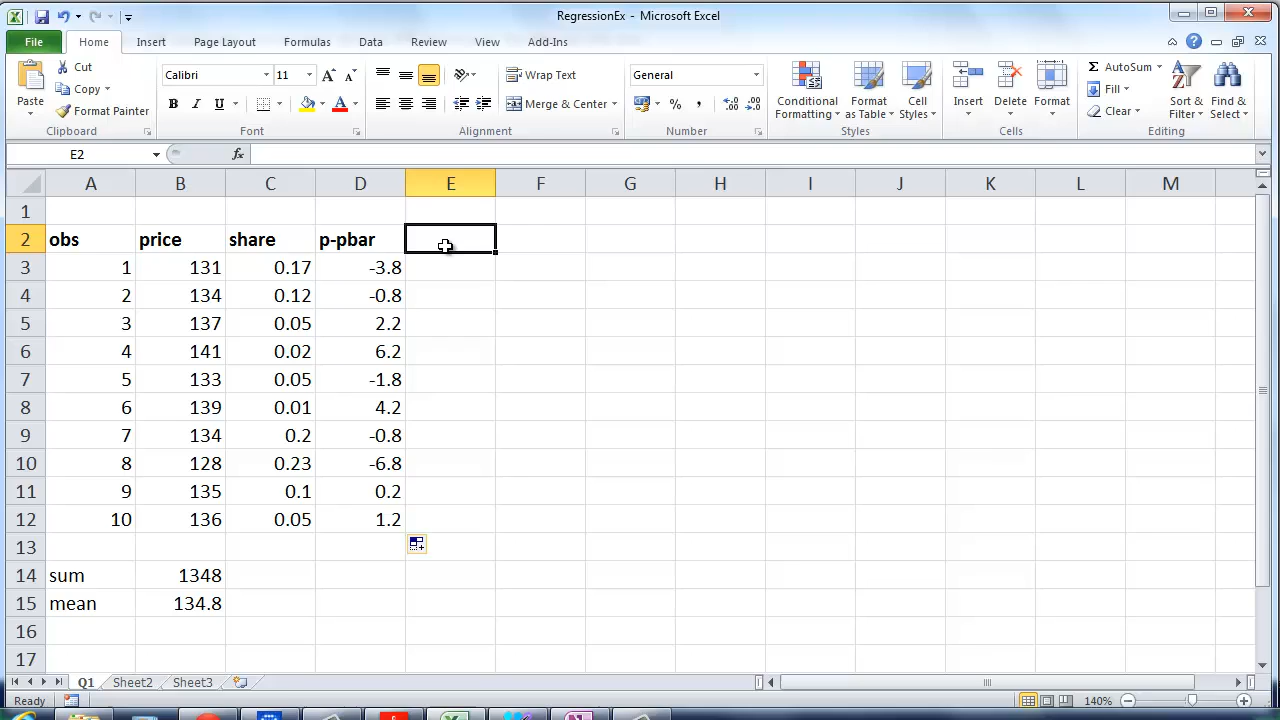 RegressionEx - Microsoft Excel
File Home Insert Page Layout Formulas Data Review View Add-Ins
Paste Cut Copy Format Painter Clipboard
Calibri 11 A A B I U A Font
Wrap Text Merge & Center Alignment
General % , .0 .00 .00 .0 Number
Conditional Formatting Format as Table Cell Styles Styles
Insert Delete Format Cells
Σ AutoSum Fill Clear Sort & Filter Find & Select Editing
E2 fx
A B C D E F G H I J K L M
1
2 obs price share p-pbar
3 1 131 0.17 -3.8
4 2 134 0.12 -0.8
5 3 137 0.05 2.2
6 4 141 0.02 6.2
7 5 133 0.05 -1.8
8 6 139 0.01 4.2
9 7 134 0.2 -0.8
10 8 128 0.23 -6.8
11 9 135 0.1 0.2
12 10 136 0.05 1.2
13
14 sum 1348
15 mean 134.8
16
17
Q1 Sheet2 Sheet3
Ready 140%